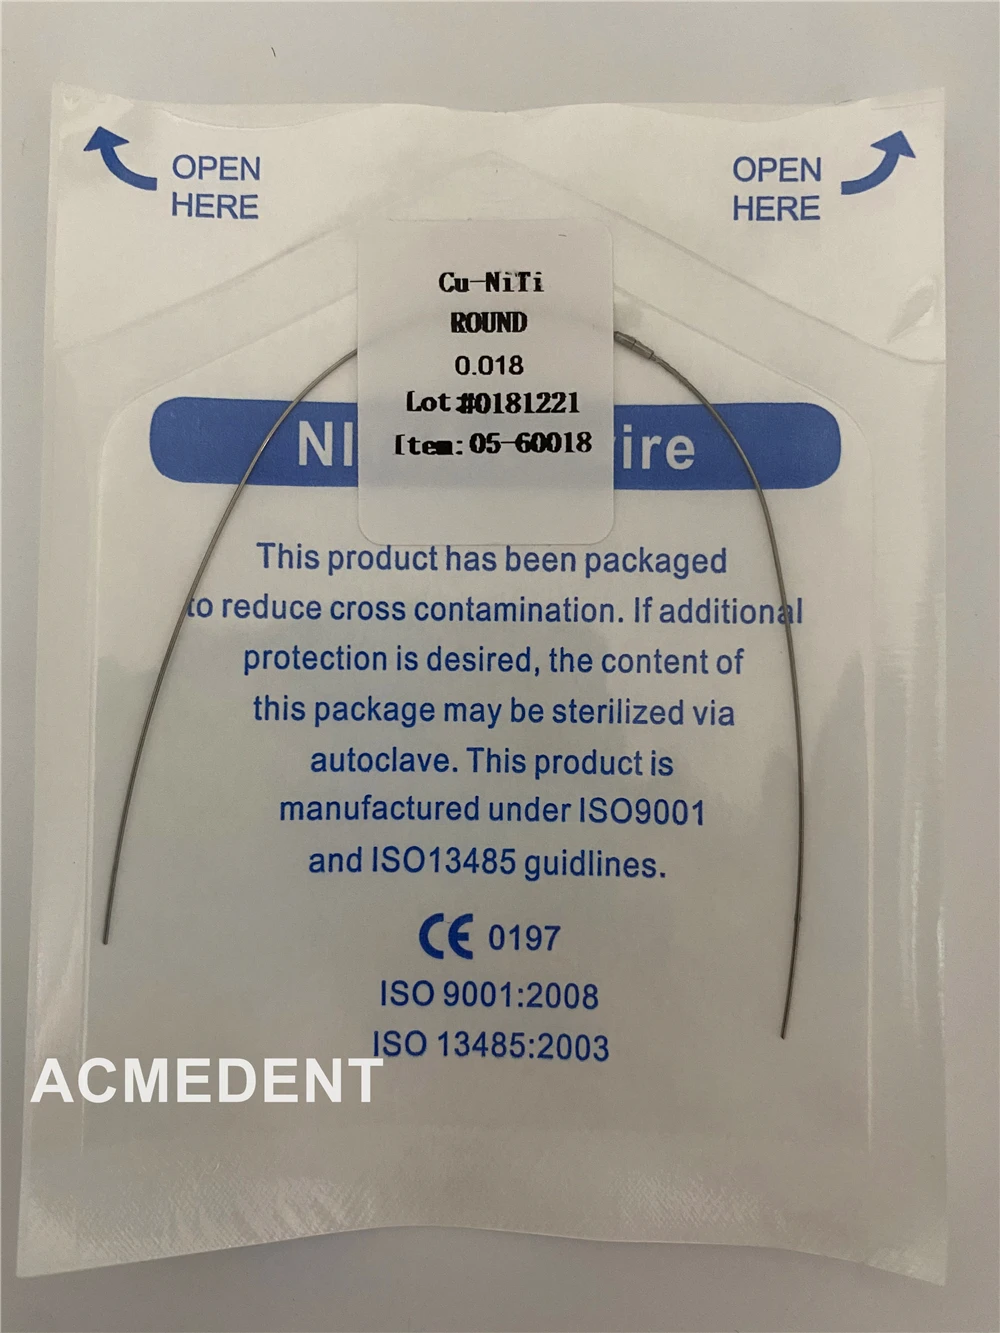 OPEN
HERE
OPEN
HERE
Cu-NiTi
ROUND
0.018
Lot#0181221
Item: 05-60018
NI ire
This product has been packaged
to reduce cross contamination. If additional
protection is desired, the content of
this package may be sterilized via
autoclave. This product is
manufactured under ISO9001
and ISO13485 guidlines.
CE 0197
ISO 9001:2008
ISO 13485:2003
ACMEDENT